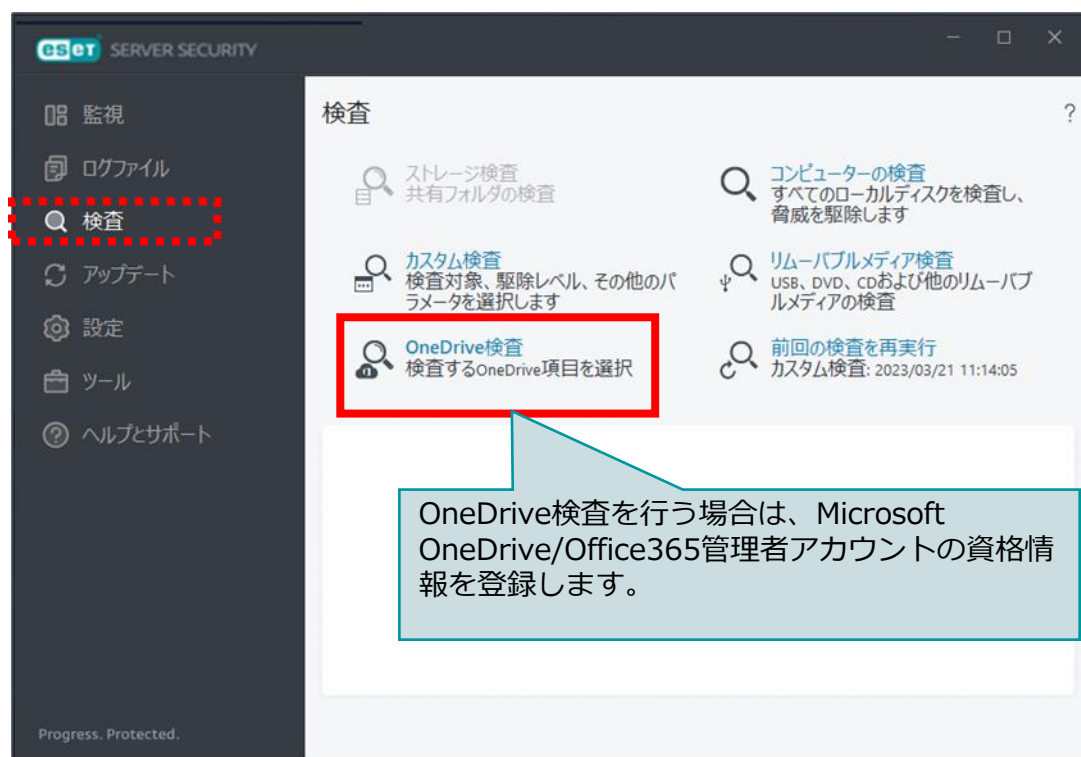 eset SERVER SECURITY
監視
ログファイル
検査
アップデート
設定
ツール
ヘルプとサポート
Progress. Protected.
検査
?
ストレージ検査
共有フォルダの検査
コンピューターの検査
すべてのローカルディスクを検査し、
脅威を駆除します
カスタム検査
検査対象、駆除レベル、その他のパ
ラメータを選択します
リムーバブルメディア検査
USB、DVD、CDおよび他のリムーバブ
ルメディアの検査
OneDrive検査
検査するOneDrive項目を選択
前回の検査を再実行
カスタム検査: 2023/03/21 11:14:05
OneDrive検査を行う場合は、Microsoft
OneDrive/Office365管理者アカウントの資格情
報を登録します。